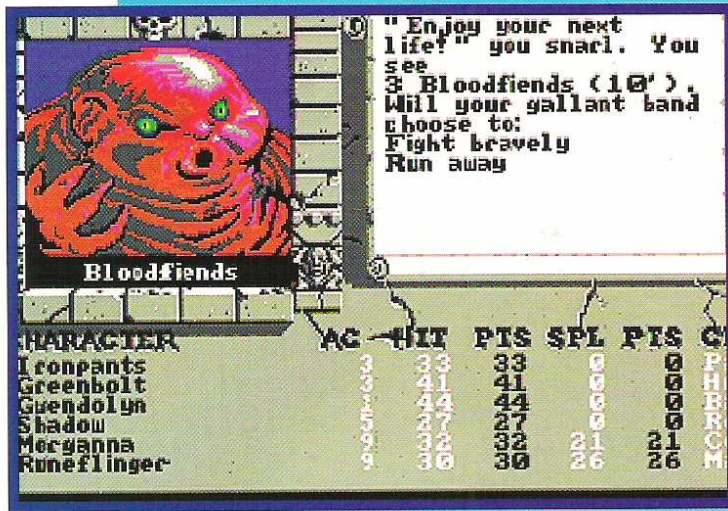 "Enjoy your next
life!" you snarl. You
see
3 Bloodfiends (10').
Will your gallant band
choose to:
Fight bravely
Run away
Bloodfiends
CHARACTER AC HIT PTS SPL PTS
Ironpants 3 33 33 0 0 P
Greenbolt 3 41 41 0 0 H
Gwendolyn 44 44 0 0 B
Shadow 5 27 27 0 0 R
Morganna 9 32 32 21 21 C
Runeflinger 9 30 30 26 26 M